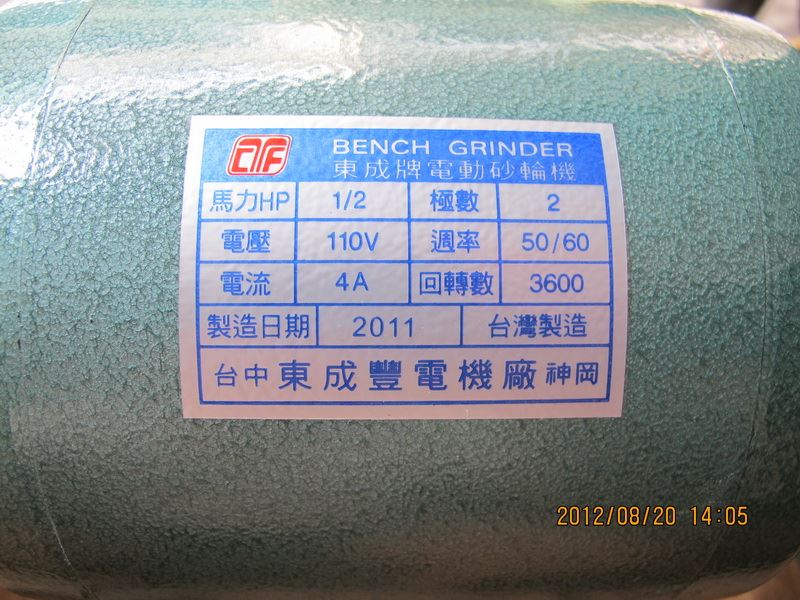 BENCH GRINDER
東成牌電動砂輪機
馬力HP 1/2 極數 2
電壓 110V 週率 50/60
電流 4A 回轉數 3600
製造日期 2011 台灣製造
台中 東成豐電機廠 神岡
2012/08/20 14:05